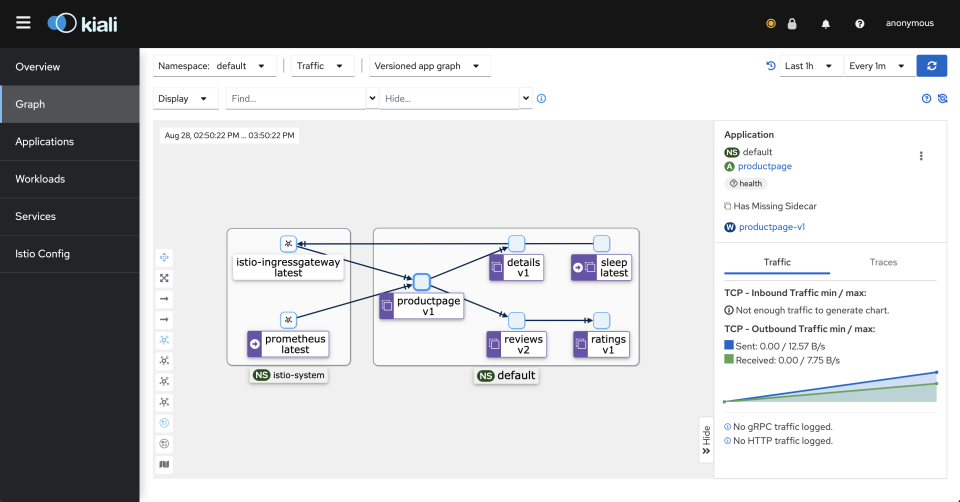 kiali
anonymous
Overview
Graph
Applications
Workloads
Services
Istio Config
Namespace: default
Traffic
Versioned app graph
Last 1h
Every 1m
Display
Find...
Hide...
Aug 28, 02:50:22 PM ... 03:50:22 PM
istio-ingressgateway
latest
prometheus
latest
NS istio-system
productpage
v1
details
v1
sleep
latest
reviews
v2
ratings
v1
NS default
Hide
Application
NS default
A productpage
health
Has Missing Sidecar
W productpage-v1
Traffic
Traces
TCP - Inbound Traffic min / max:
Not enough traffic to generate chart.
TCP - Outbound Traffic min / max:
Sent: 0.00 / 12.57 B/s
Received: 0.00 / 7.75 B/s
No gRPC traffic logged.
No HTTP traffic logged.